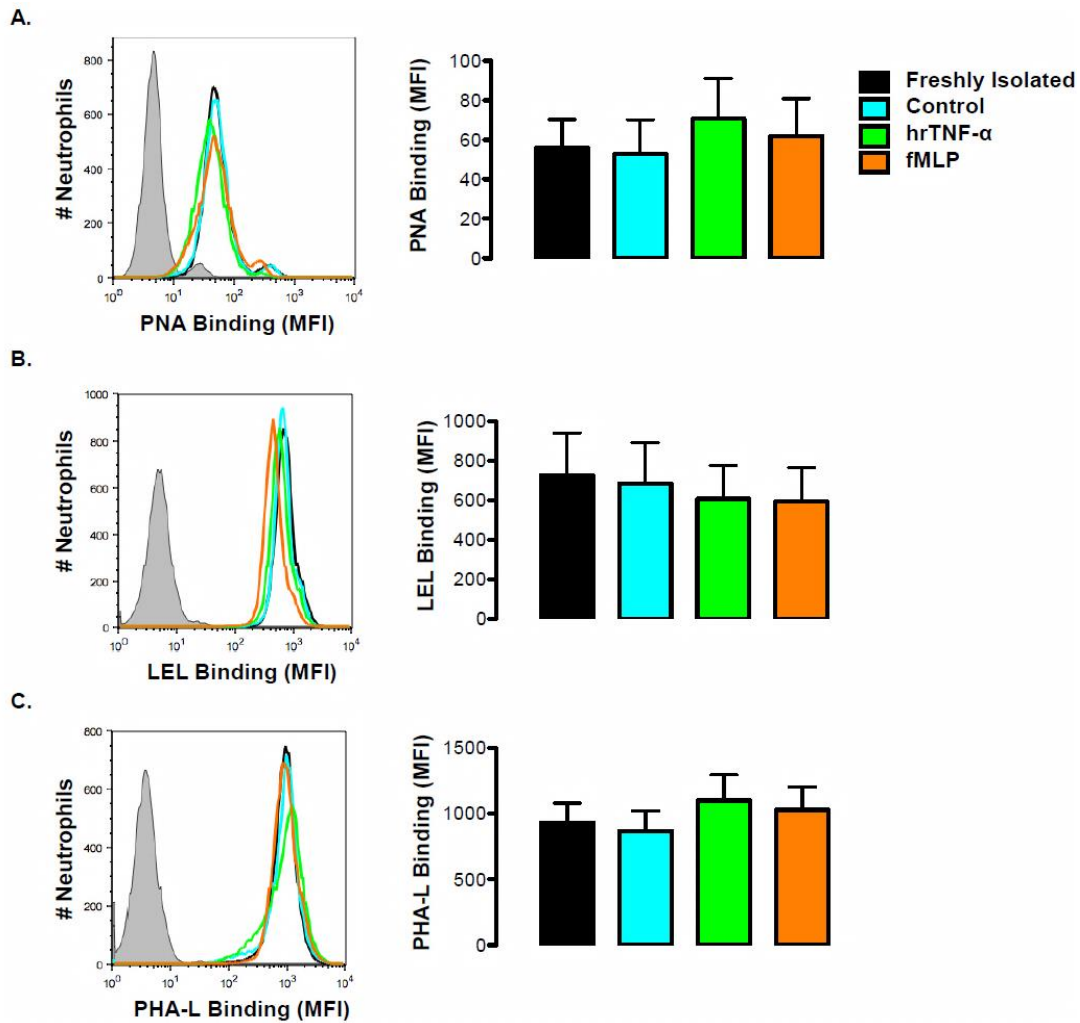 A.
# Neutrophils
800
600
400
200
0
10⁰ 10¹ 10² 10³ 10⁴
PNA Binding (MFI)
PNA Binding (MFI)
100
80
60
40
20
0
Freshly Isolated
Control
hrTNF-α
fMLP
B.
# Neutrophils
1000
800
600
400
200
0
10⁰ 10¹ 10² 10³ 10⁴
LEL Binding (MFI)
LEL Binding (MFI)
1000
800
600
400
200
0
C.
# Neutrophils
800
600
400
200
0
10⁰ 10¹ 10² 10³ 10⁴
PHA-L Binding (MFI)
PHA-L Binding (MFI)
1500
1000
500
0